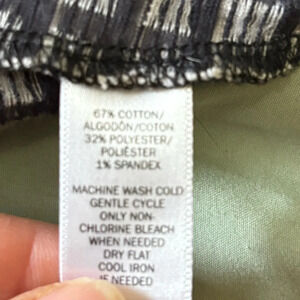 67% COTTON/
ALGODÓN/COTON
32% POLYESTER/
POLIÉSTER
1% SPANDEX
MACHINE WASH COLD
GENTLE CYCLE
ONLY NON-
CHLORINE BLEACH
WHEN NEEDED
DRY FLAT
COOL IRON
IF NEEDED